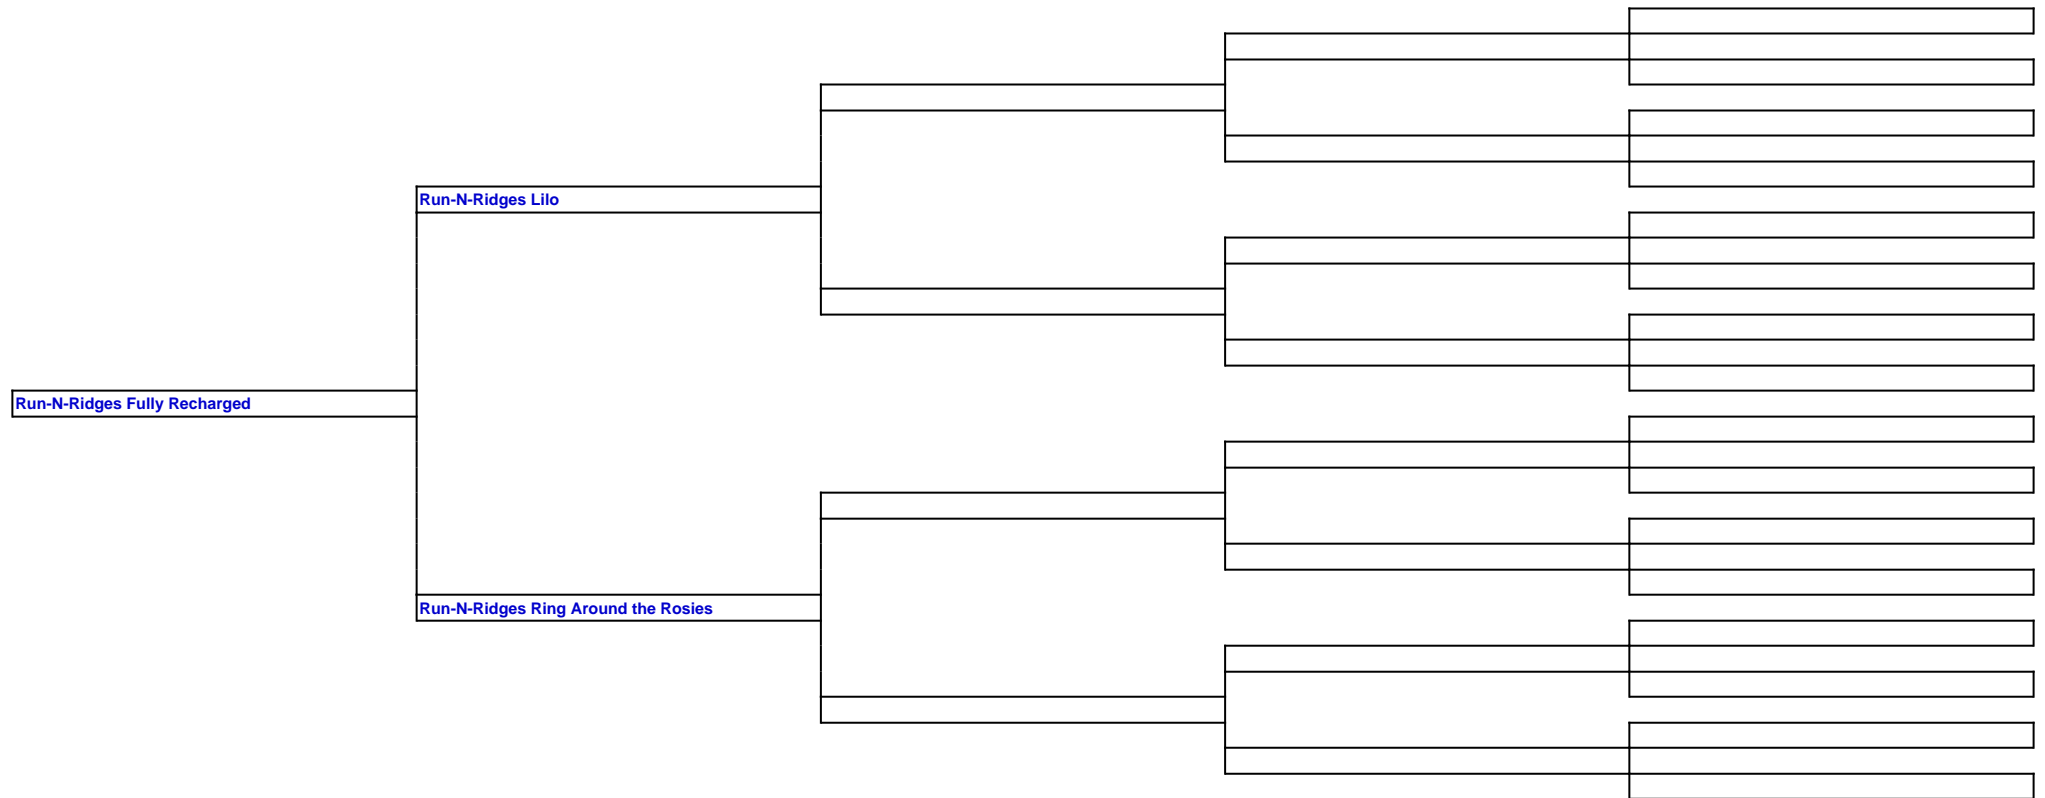 Run-N-Ridges Lilo
Run-N-Ridges Fully Recharged
Run-N-Ridges Ring Around the Rosies